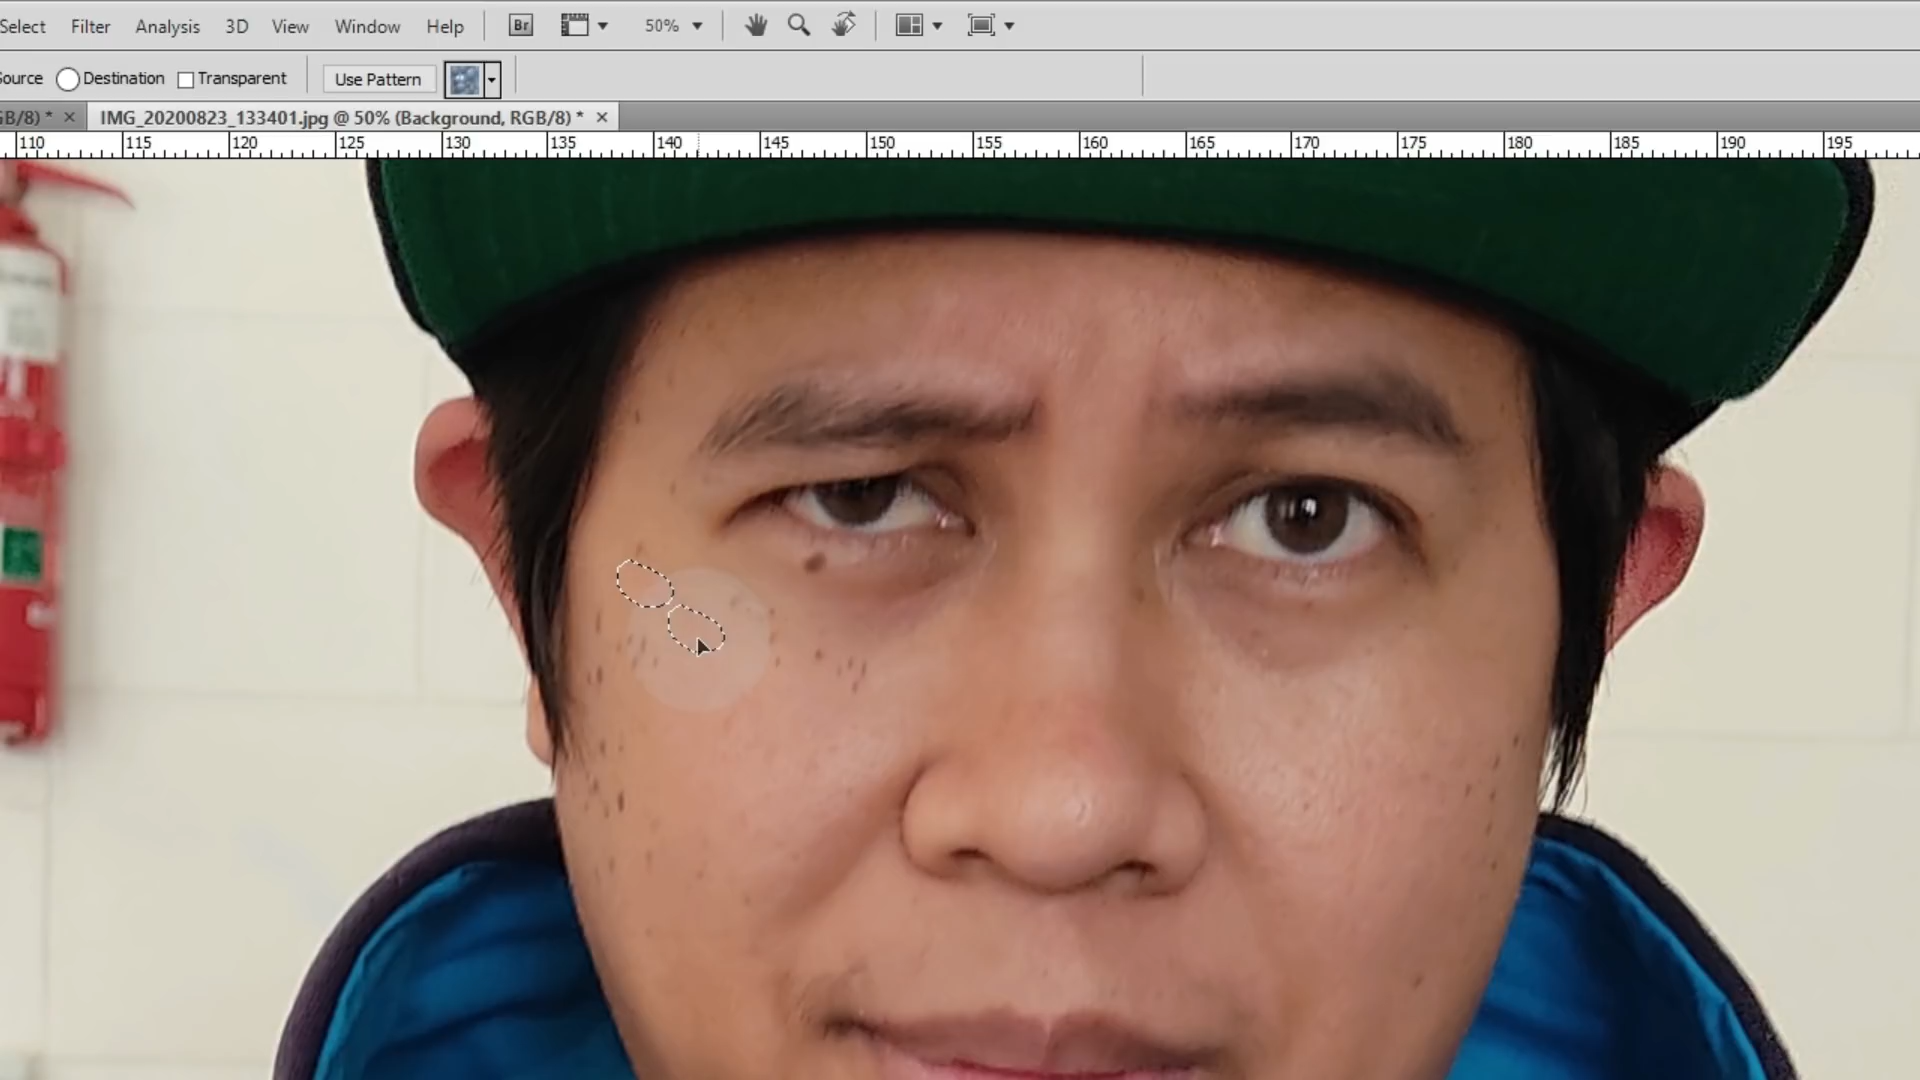 Select Filter Analysis 3D View Window Help Br 50%
Source Destination Transparent Use Pattern
GB/8) * × IMG_20200823_133401.jpg @ 50% (Background, RGB/8) * ×
110 115 120 125 130 135 140 145 150 155 160 165 170 175 180 185 190 195